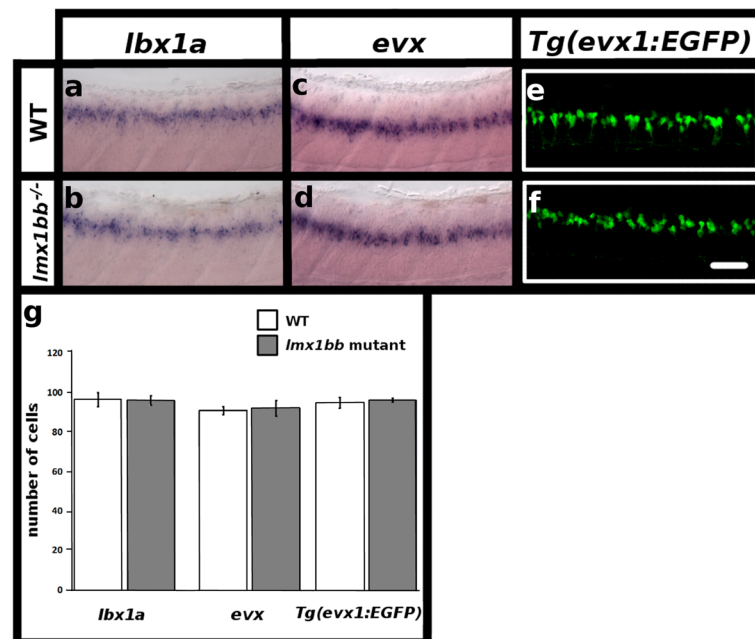 lbx1a evx Tg(evx1:EGFP)
WT a c e
lmx1bb-/- b d f
g
WT
lmx1bb mutant
number of cells
120
100
80
60
40
20
0
lbx1a evx Tg(evx1:EGFP)